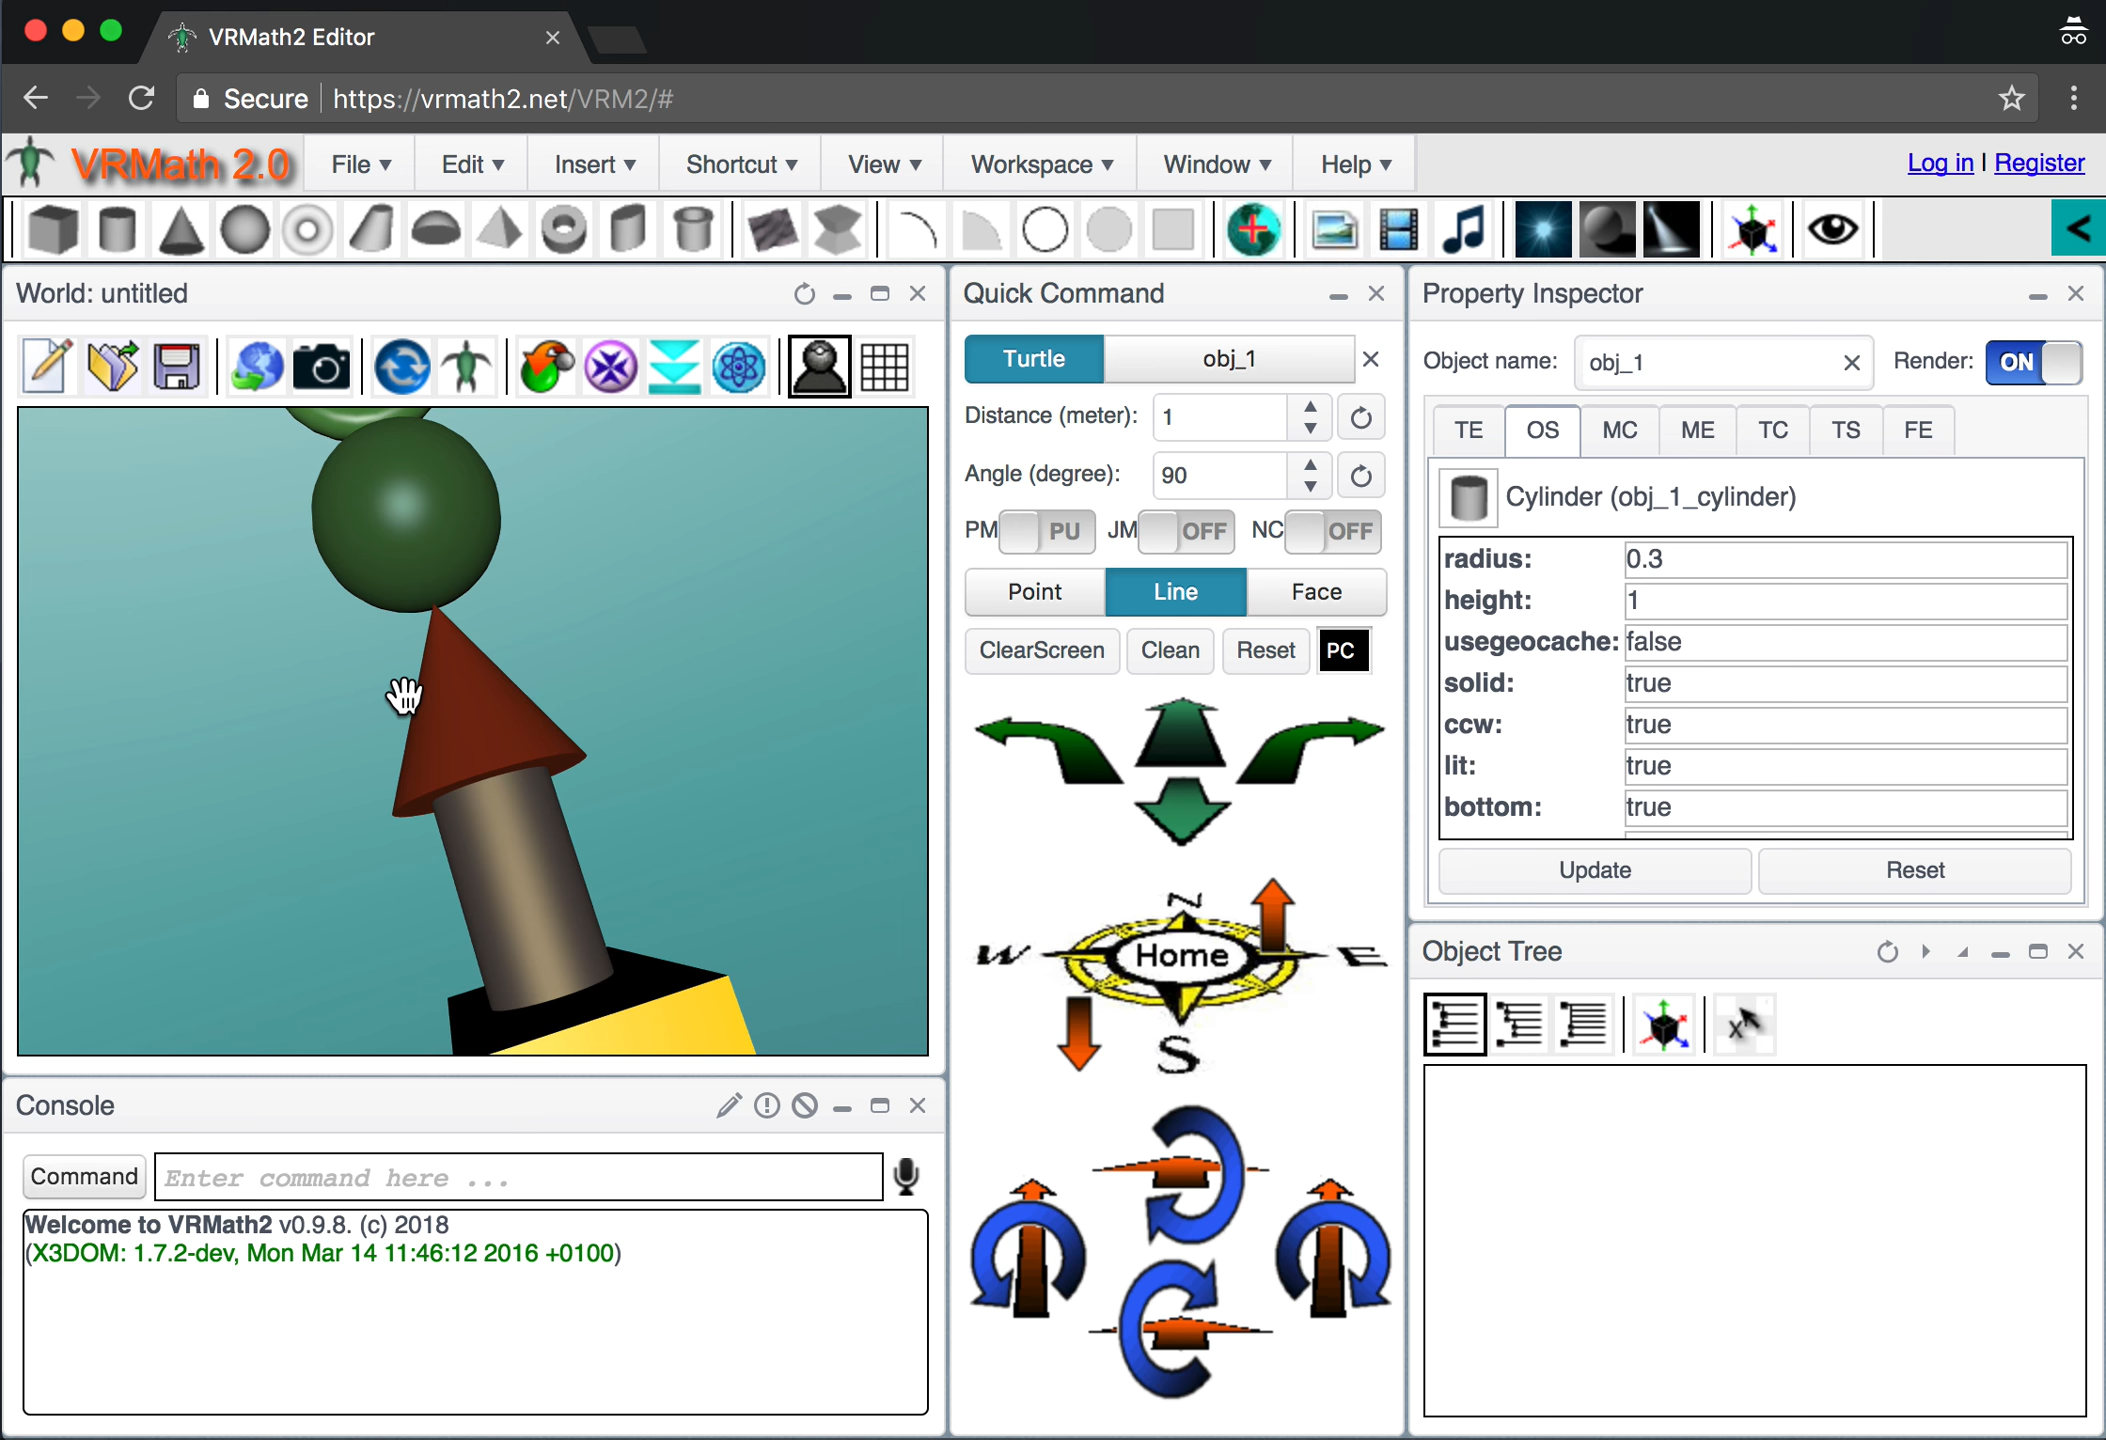 VRMath2 Editor
Secure https://vrmath2.net/VRM2/#
VRMath 2.0 File Edit Insert Shortcut View Workspace Window Help Log in | Register
World: untitled
Quick Command
Turtle obj_1
Distance (meter): 1
Angle (degree): 90
PM PU JM OFF NC OFF
Point Line Face
ClearScreen Clean Reset PC
N
W Home E
S
Property Inspector
Object name: obj_1 Render: ON
TE OS MC ME TC TS FE
Cylinder (obj_1_cylinder)
radius: 0.3
height: 1
usegeocache: false
solid: true
ccw: true
lit: true
bottom: true
Update Reset
Object Tree
X
Console
Command Enter command here ...
Welcome to VRMath2 v0.9.8. (c) 2018
(X3DOM: 1.7.2-dev, Mon Mar 14 11:46:12 2016 +0100)